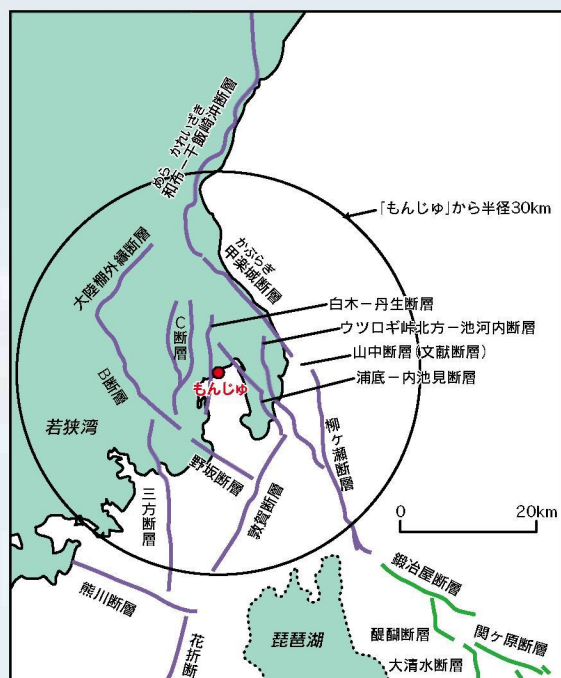 めら かれいざき
和布－干飯崎沖断層
「もんじゅ」から半径30km
大陸棚外縁断層
かぶらぎ
甲楽城断層
C断層
白木－丹生断層
ウツロギ峠北方－池河内断層
山中断層(文献断層)
もんじゅ
浦底－内池見断層
B断層
若狭湾
柳ヶ瀬断層
野坂断層
三方断層
敦賀断層
0 20km
鍛冶屋断層
熊川断層
花折断
琵琶湖
醍醐断層
関ヶ原断層
大清水断層